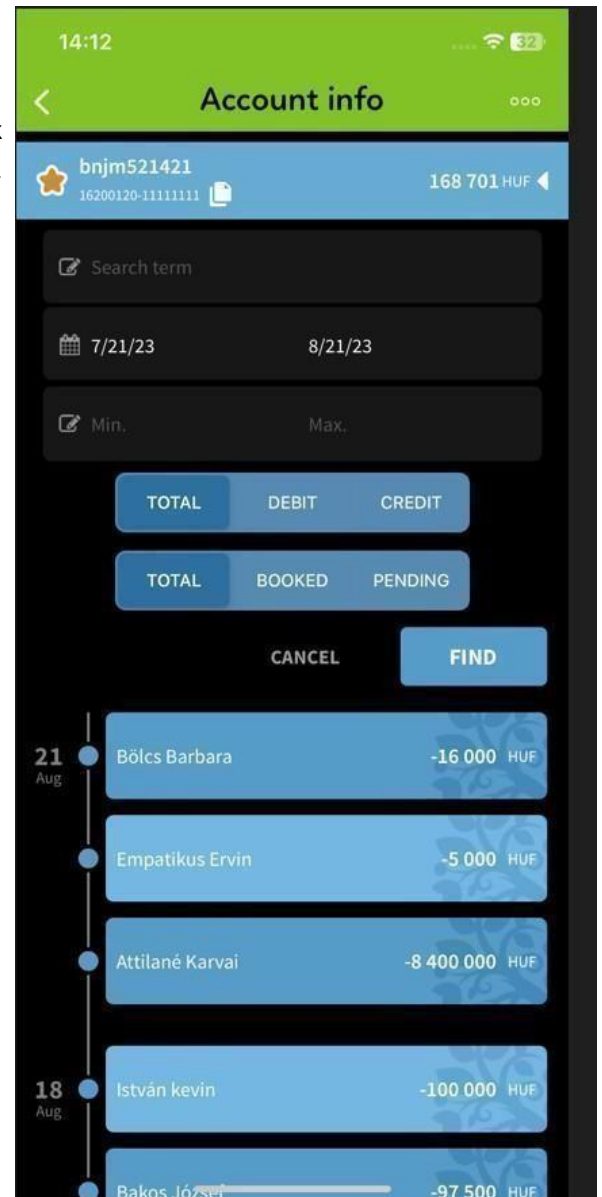 14:12
32
Account info
bnjm521421
16200120-11111111
168 701 HUF
Search term
7/21/23 8/21/23
Min. Max.
TOTAL DEBIT CREDIT
TOTAL BOOKED PENDING
CANCEL FIND
21 Aug
Bölcs Barbara -16 000 HUF
Empatikus Ervin -5 000 HUF
Attilané Karvai -8 400 000 HUF
18 Aug
István kevin -100 000 HUF
Bakos József -97 500 HUF